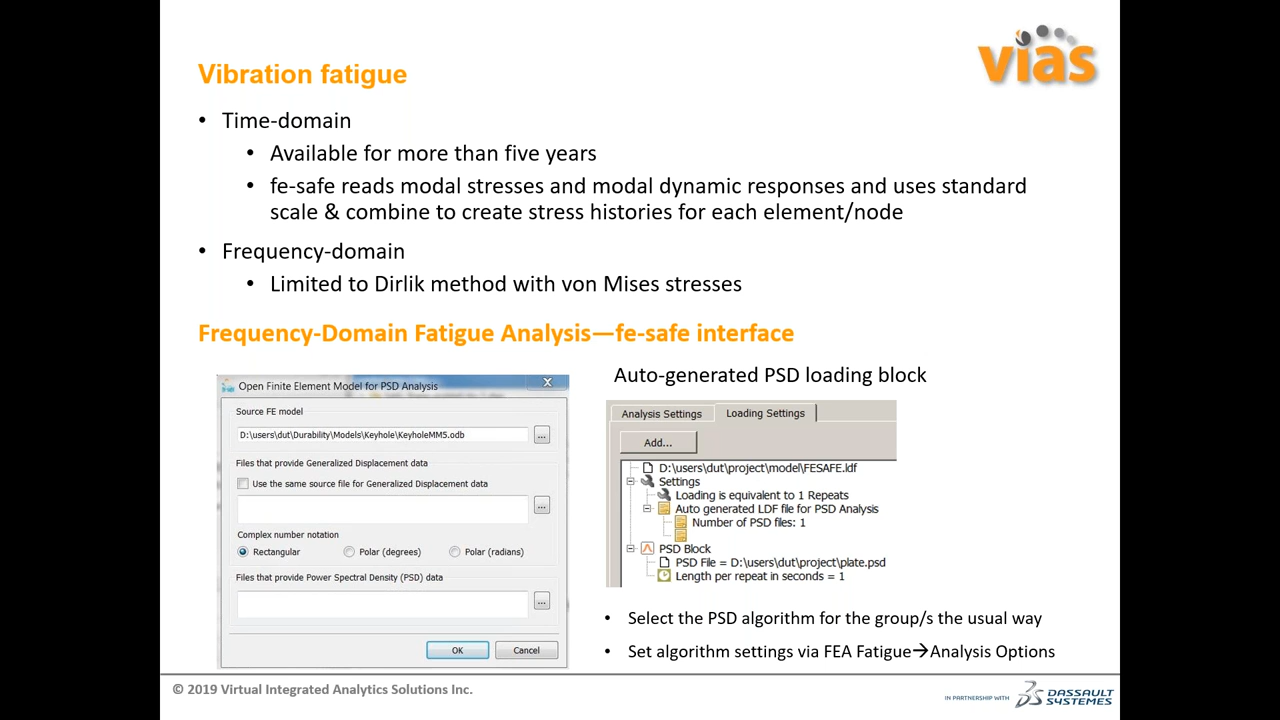 vias
Vibration fatigue
• Time-domain
• Available for more than five years
• fe-safe reads modal stresses and modal dynamic responses and uses standard
scale & combine to create stress histories for each element/node
• Frequency-domain
• Limited to Dirlik method with von Mises stresses
Frequency-Domain Fatigue Analysis—fe-safe interface
Open Finite Element Model for PSD Analysis
Source FE model
D:\users\dut\Durability\Models\Keyhole\KeyholeMM5.odb
...
Files that provide Generalized Displacement data
Use the same source file for Generalized Displacement data
...
Complex number notation
Rectangular Polar (degrees) Polar (radians)
Files that provide Power Spectral Density (PSD) data
...
OK Cancel
Auto-generated PSD loading block
Analysis Settings Loading Settings
Add...
D:\users\dut\project\model\FESAFE.ldf
Settings
Loading is equivalent to 1 Repeats
Auto generated LDF file for PSD Analysis
Number of PSD files: 1
PSD Block
PSD File = D:\users\dut\project\plate.psd
Length per repeat in seconds = 1
• Select the PSD algorithm for the group/s the usual way
• Set algorithm settings via FEA Fatigue→Analysis Options
© 2019 Virtual Integrated Analytics Solutions Inc.
IN PARTNERSHIP WITH
DASSAULT
SYSTEMES